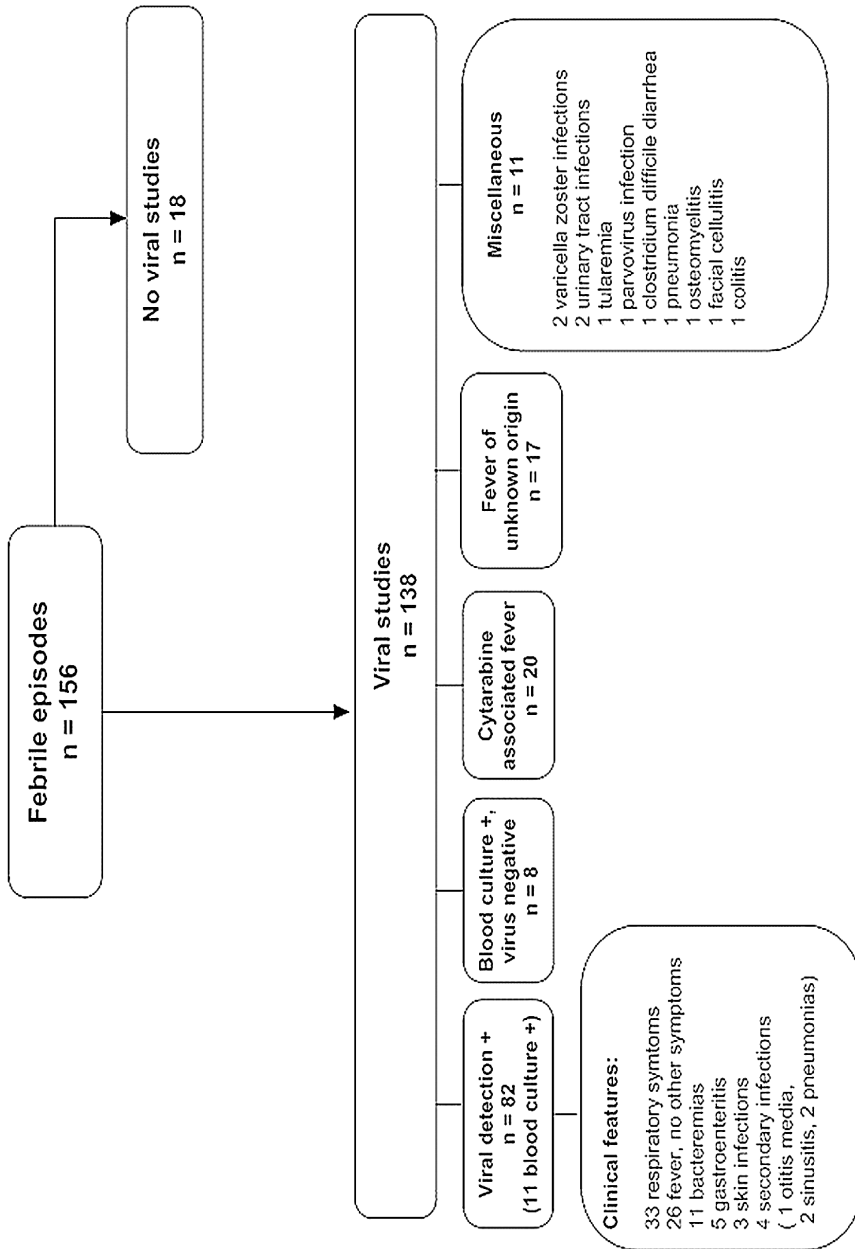 Febrile episodes
n = 156
No viral studies
n = 18
Viral studies
n = 138
Viral detection +
n = 82
(11 blood culture +)
Blood culture +,
virus negative
n = 8
Cytarabine
associated fever
n = 20
Fever of
unknown origin
n = 17
Miscellaneous
n = 11
2 varicella zoster infections
2 urinary tract infections
1 tularemia
1 parvovirus infection
1 clostridium difficile diarrhea
1 pneumonia
1 osteomyelitis
1 facial cellulitis
1 colitis
Clinical features:
33 respiratory symtoms
26 fever, no other symptoms
11 bacteremias
5 gastroenteritis
3 skin infections
4 secondary infections
( 1 otitis media,
2 sinusitis, 2 pneumonias)